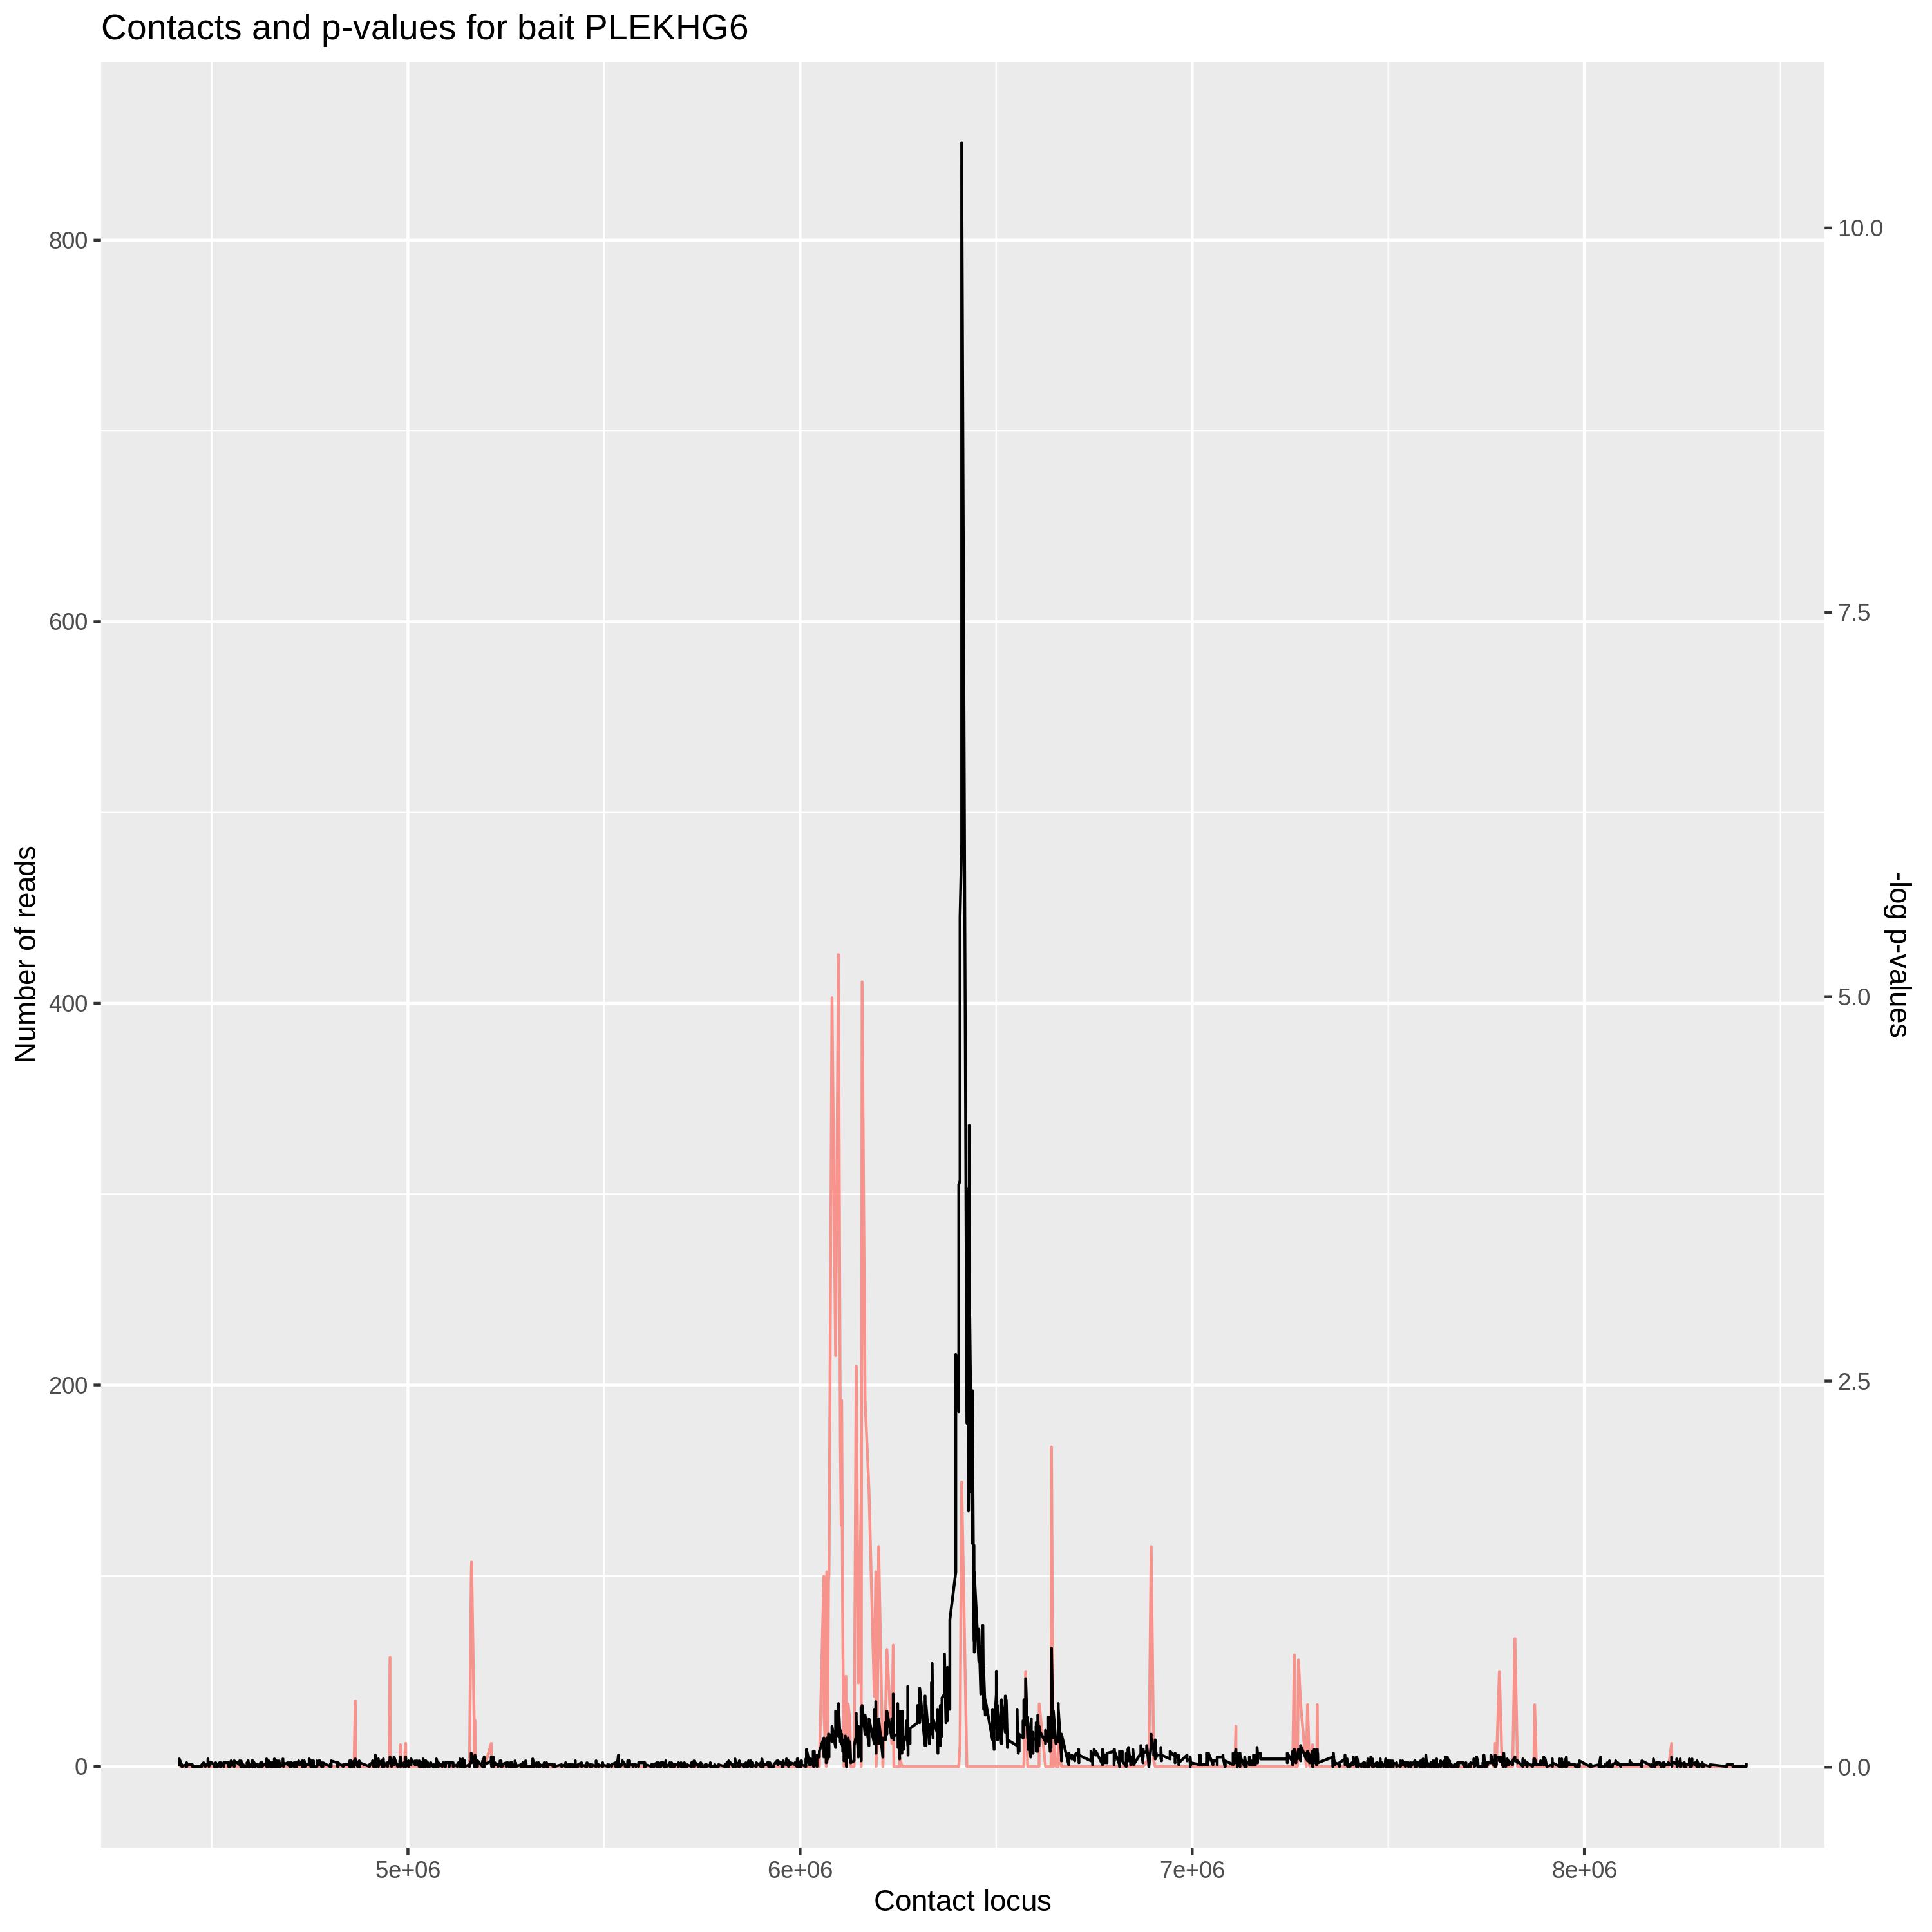 Contacts and p-values for bait PLEKHG6
Number of reads
800
600
400
200
0
10.0
7.5
5.0
2.5
0.0
-log p-values
5e+06
6e+06
7e+06
8e+06
Contact locus